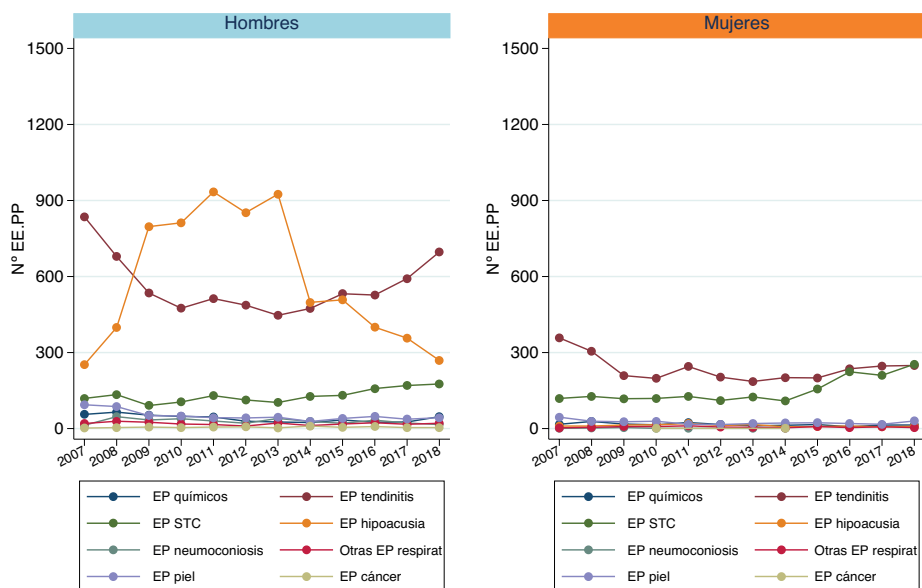 Hombres
1500
1200
900
600
300
0
N° EE.PP
2007 2008 2009 2010 2011 2012 2013 2014 2015 2016 2017 2018
EP químicos
EP tendinitis
EP STC
EP hipoacusia
EP neumoconiosis
Otras EP respirat
EP piel
EP cáncer
Mujeres
1500
1200
900
600
300
0
N° EE.PP
2007 2008 2009 2010 2011 2012 2013 2014 2015 2016 2017 2018
EP químicos
EP tendinitis
EP STC
EP hipoacusia
EP neumoconiosis
Otras EP respirat
EP piel
EP cáncer